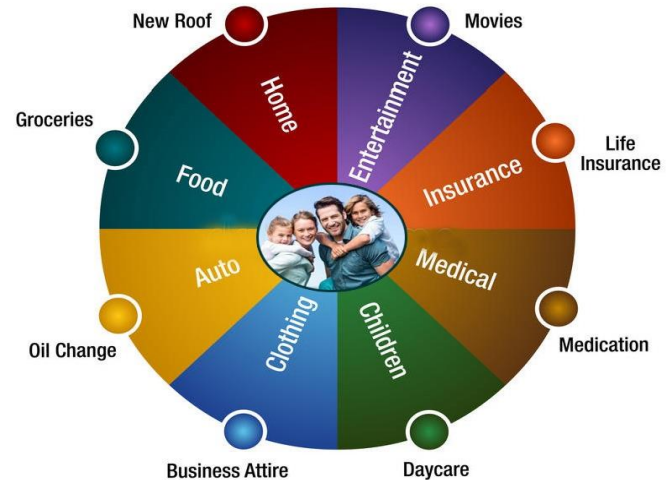 New Roof
Movies
Home
Entertainment
Groceries
Life
Insurance
Food
Insurance
Auto
Medical
Oil Change
Clothing
Children
Medication
Business Attire
Daycare